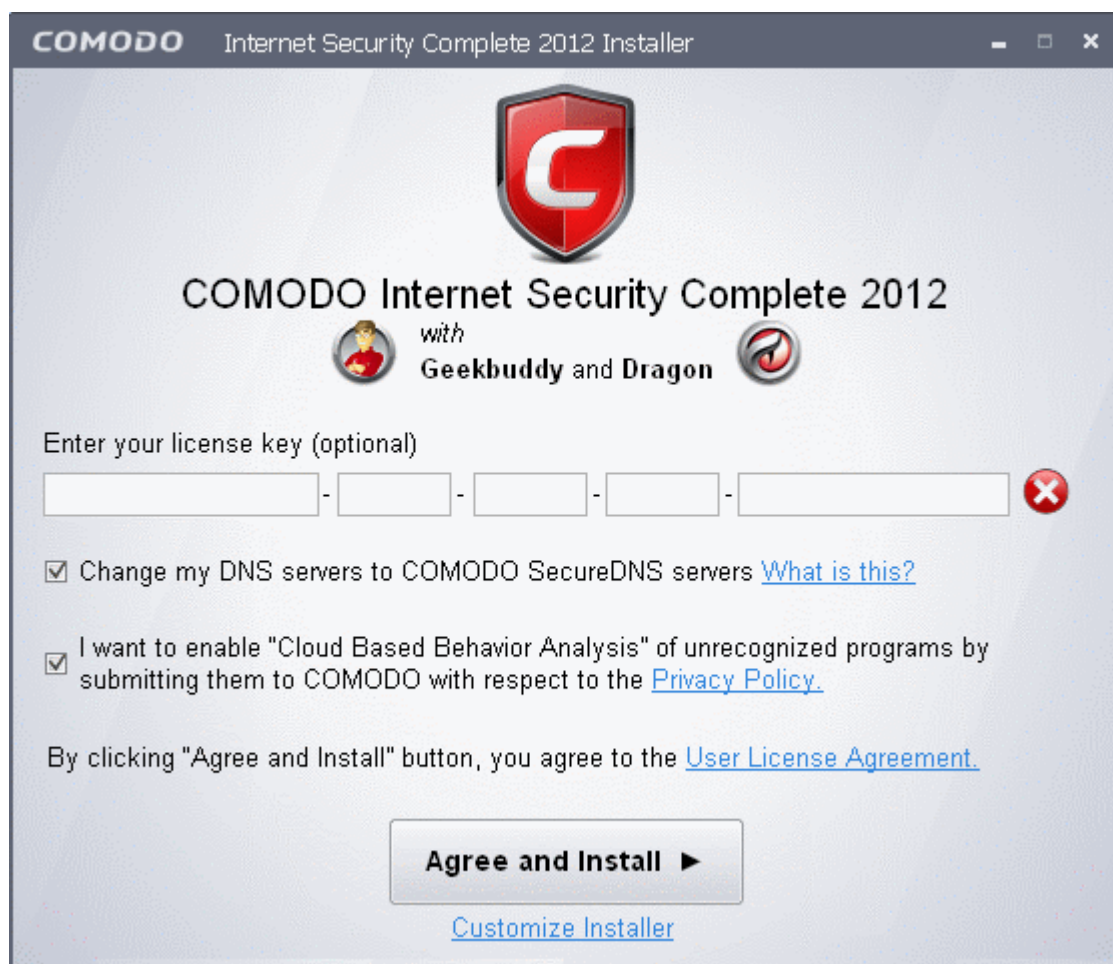 COMODO Internet Security Complete 2012 Installer
COMODO Internet Security Complete 2012
with
Geekbuddy and Dragon
Enter your license key (optional)
- - - -
Change my DNS servers to COMODO SecureDNS servers What is this?
I want to enable "Cloud Based Behavior Analysis" of unrecognized programs by
submitting them to COMODO with respect to the Privacy Policy.
By clicking "Agree and Install" button, you agree to the User License Agreement.
Agree and Install ►
Customize Installer